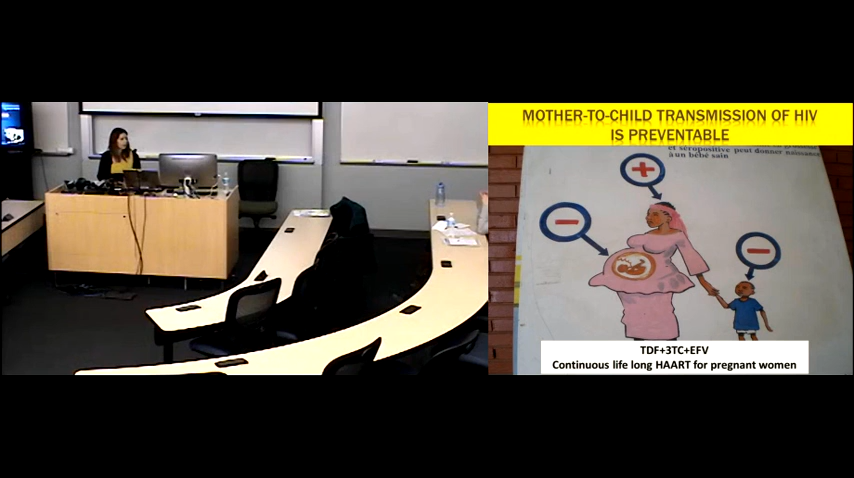 MOTHER-TO-CHILD TRANSMISSION OF HIV
IS PREVENTABLE
et séropositive peut donner naissance
à un bébé sain
TDF+3TC+EFV
Continuous life long HAART for pregnant women